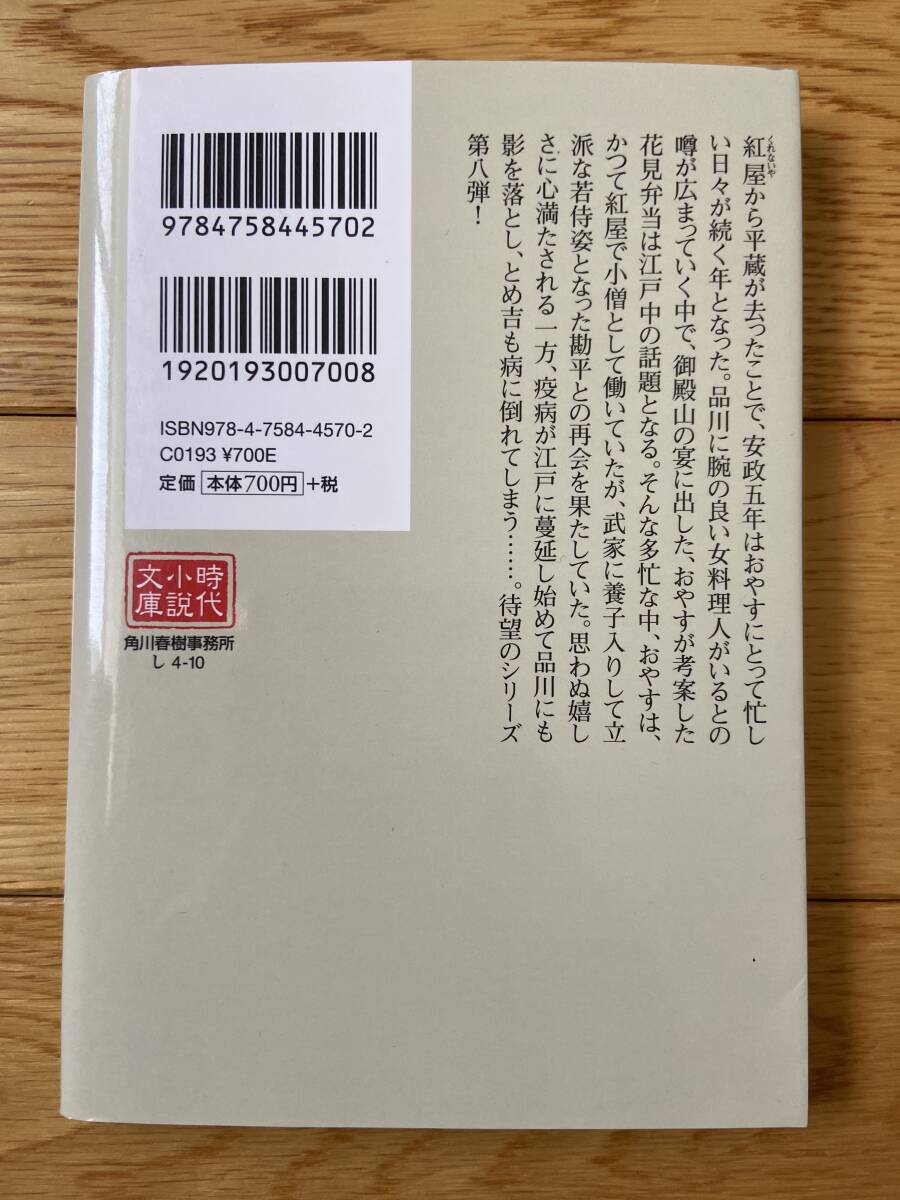 紅屋から平蔵が去ったことで、安政五年はおやすにとって忙し
くれないや
い日々が続く年となった。品川に腕の良い女料理人がいるとの
噂が広まっていく中で、御殿山の宴に出した、おやすが考案した
花見弁当は江戸中の話題となる。そんな多忙な中、おやすは、
かつて紅屋で小僧として働いていたが、武家に養子入りして立
派な若侍姿となった勘平との再会を果たしていた。思わぬ嬉し
さに心満たされる一方、疫病が江戸に蔓延し始めて品川にも
影を落とし、とめ吉も病に倒れてしまう……。待望のシリーズ
第八弾!
9784758445702
1920193007008
ISBN978-4-7584-4570-2
C0193 ¥700E
定価 本体700円 +税
時代
小説
文庫
角川春樹事務所
し 4-10